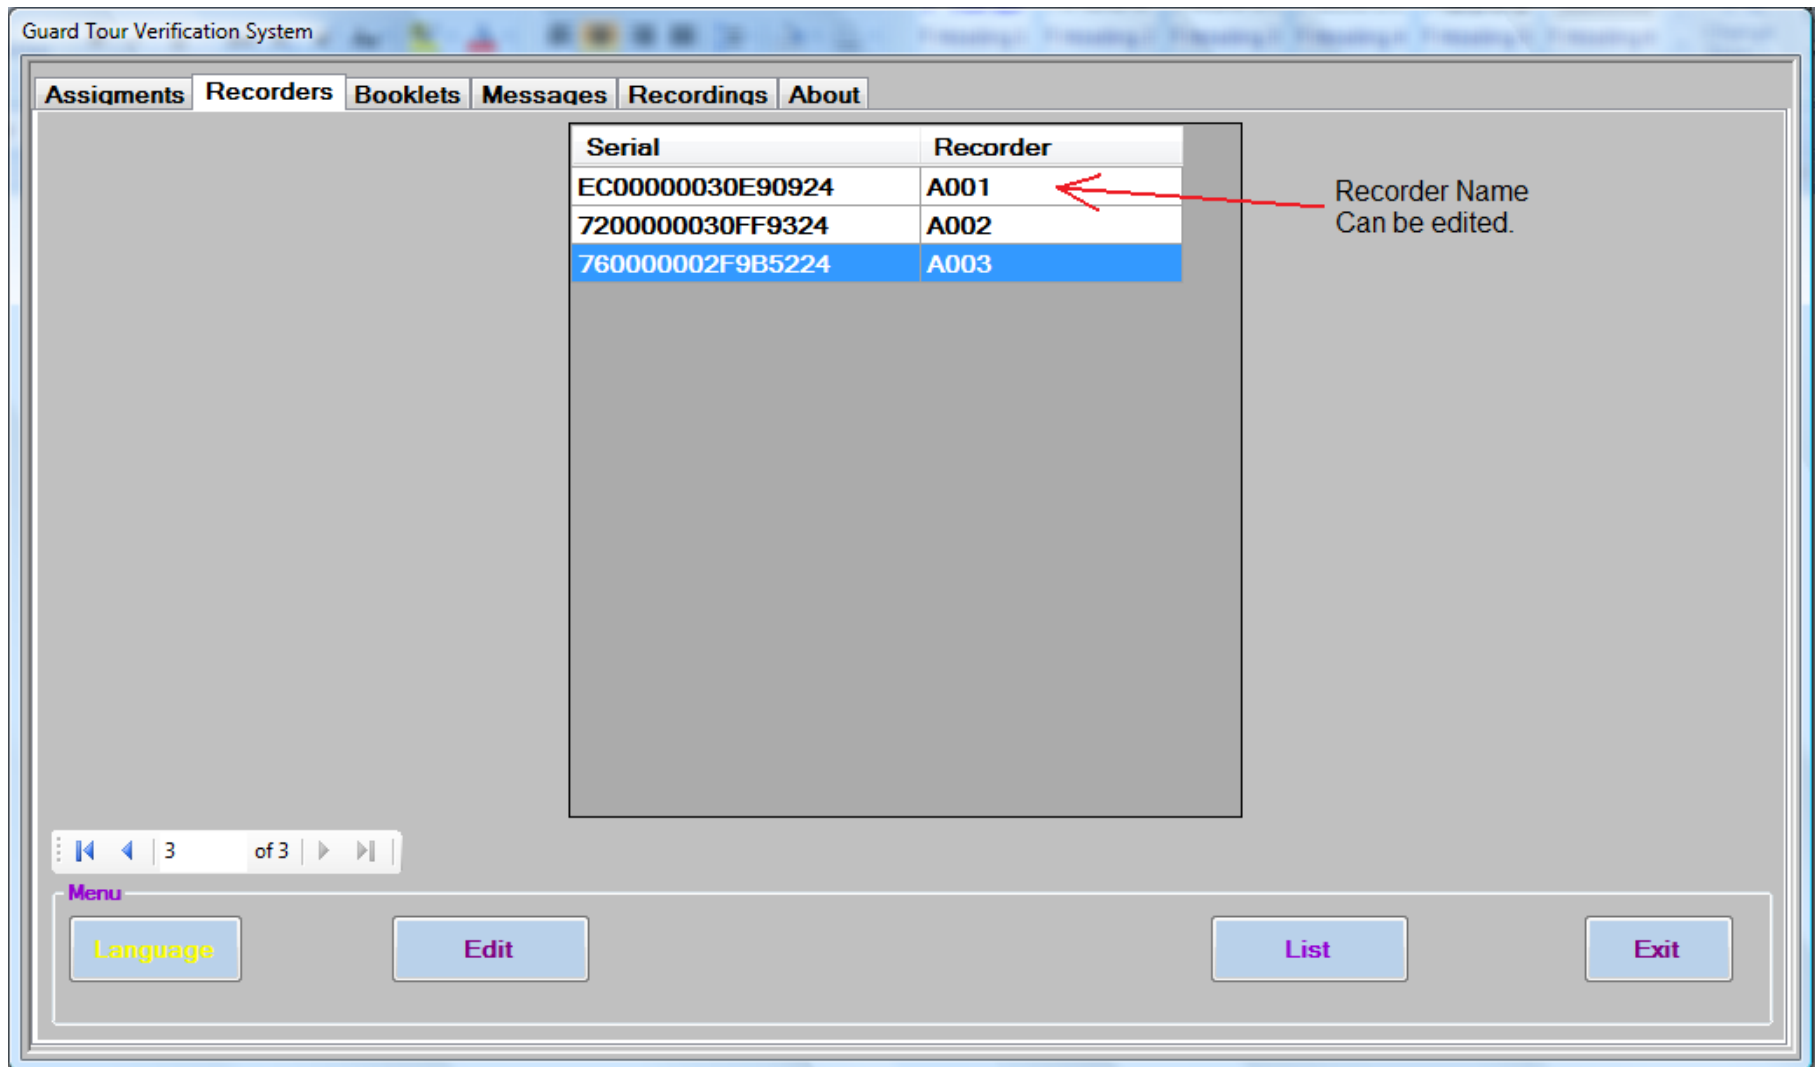 Guard Tour Verification System
Assigments Recorders Booklets Messages Recordings About
Serial Recorder
EC00000030E90924 A001
7200000030FF9324 A002
760000002F9B5224 A003
Recorder Name
Can be edited.
3 of 3
Menu
Language Edit List Exit